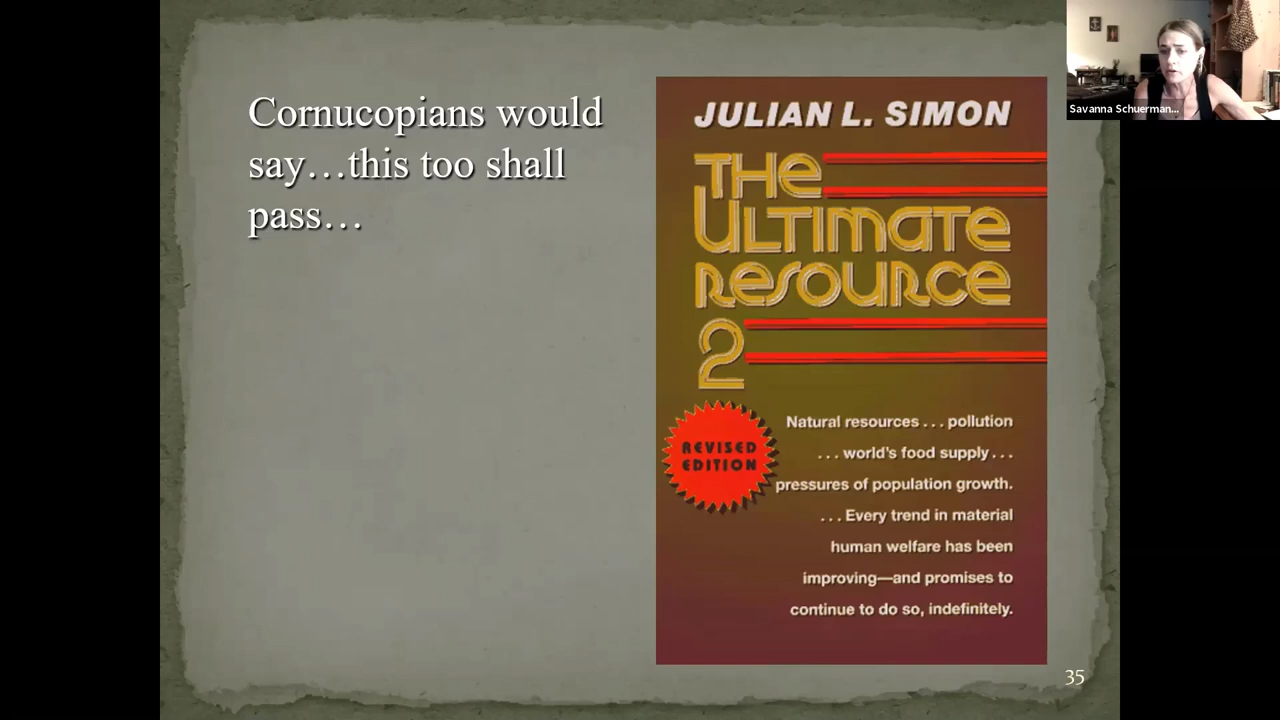 Cornucopians would
say…this too shall
pass…
JULIAN L. SIMON
THE
ULTIMATE
RESOURCE
2
REVISED
EDITION
Natural resources . . . pollution
. . . world's food supply . . .
pressures of population growth.
. . . Every trend in material
human welfare has been
improving—and promises to
continue to do so, indefinitely.
35
Savanna Schuerman...